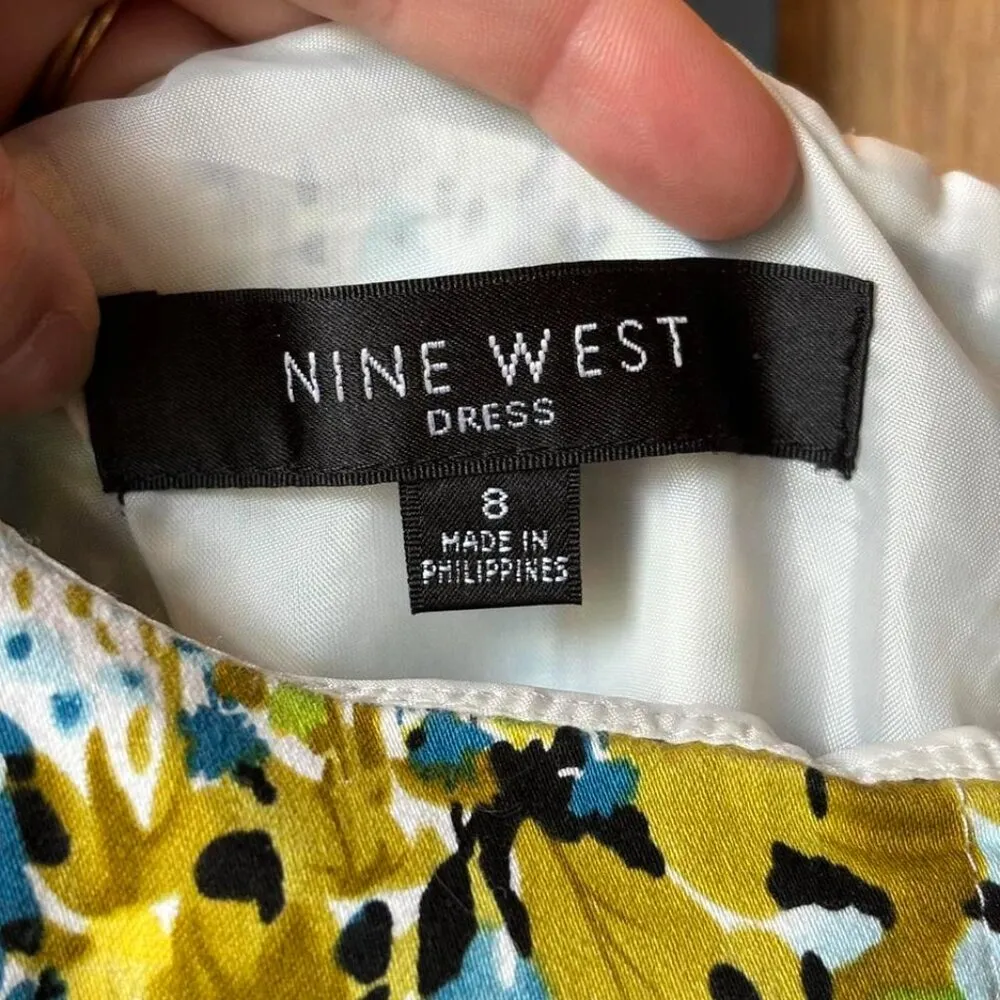 NINE WEST
DRESS
8
MADE IN
PHILIPPINES